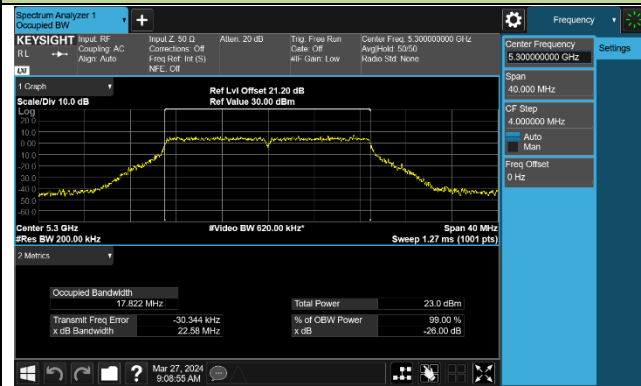 Spectrum Analyzer 1
Occupied BW
+
Frequency
KEYSIGHT
RL
LXI
Input: RF
Coupling: AC
Align: Auto
Input Z: 50 Ω
Corrections: Off
Freq Ref: Int (S)
NFE: Off
Atten: 20 dB
Trig: Free Run
Gate: Off
#IF Gain: Low
Center Freq: 5.300000000 GHz
Avg|Hold: 50/50
Radio Std: None
Center Frequency
5.300000000 GHz
Settings
Span
40.000 MHz
CF Step
4.000000 MHz
Auto
Man
Freq Offset
0 Hz
1 Graph
Scale/Div 10.0 dB
Ref Lvl Offset 21.20 dB
Ref Value 30.00 dBm
Log
20.0
10.0
0.00
-10.0
-20.0
-30.0
-40.0
-50.0
-60.0
Center 5.3 GHz
#Video BW 620.00 kHz*
Span 40 MHz
#Res BW 200.00 kHz
Sweep 1.27 ms (1001 pts)
2 Metrics
Occupied Bandwidth
17.822 MHz
Total Power
23.0 dBm
Transmit Freq Error
-30.344 kHz
% of OBW Power
99.00 %
x dB Bandwidth
22.58 MHz
x dB
-26.00 dB
?
Mar 27, 2024
9:08:55 AM